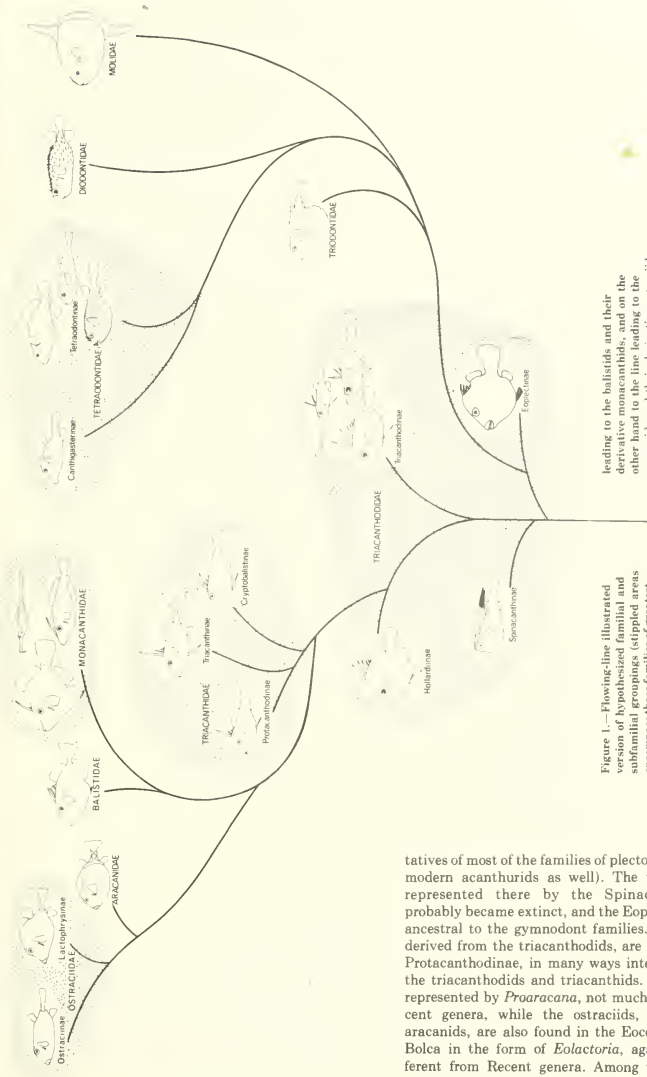 MOLIDAE
DIODONTIDAE
Tetraodontinae
TETRAODONTIDAE
Canthigasterinae
TRIODONTIDAE
MONACANTHIDAE
BALISTIDAE
Cryptobalistinae
Triacanthinae
TRIACANTHIDAE
Protacanthodinae
Triacanthodinae
TRIACANTHODIDAE
Eoplectinae
ARACANIDAE
Lactophrysinae
OSTRACIIDAE
Ostraciinae
Hollardiinae
Spinacanthinae
Figure 1.—Flowing-line illustrated
version of hypothesized familial and
subfamilial groupings (stippled areas
leading to the balistids and their
derivative monacanthids, and on the
other hand to the line leading to the
tatives of most of the families of plecto
modern acanthurids as well). The
represented there by the Spinac
probably became extinct, and the Eop
ancestral to the gymnodont families.
derived from the triacanthodids, are
Protacanthodinae, in many ways inte
the triacanthodids and triacanthids.
represented by Proaracana, not much
cent genera, while the ostraciids,
aracanids, are also found in the Eoce
Bolca in the form of Eolactoria, aga
ferent from Recent genera. Among